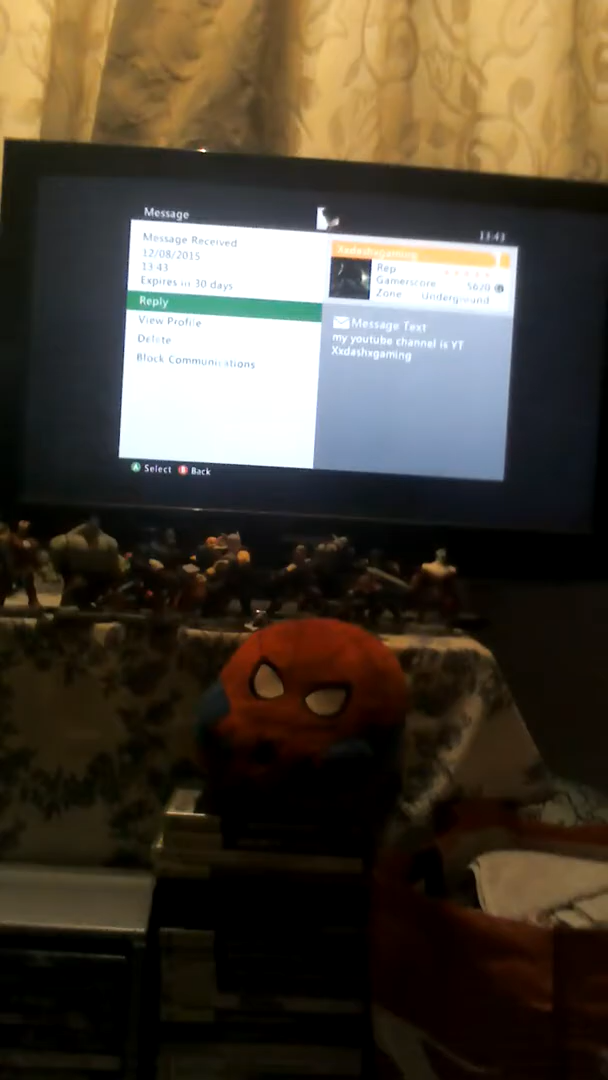 Message
13:43
Message Received
12/08/2015
13:43
Expires in 30 days
Reply
View Profile
Delete
Block Communications
Xxdashxgaming
Rep
Gamerscore 5620 G
Zone Underground
Message Text
my youtube channel is YT
Xxdashxgaming
A Select B Back